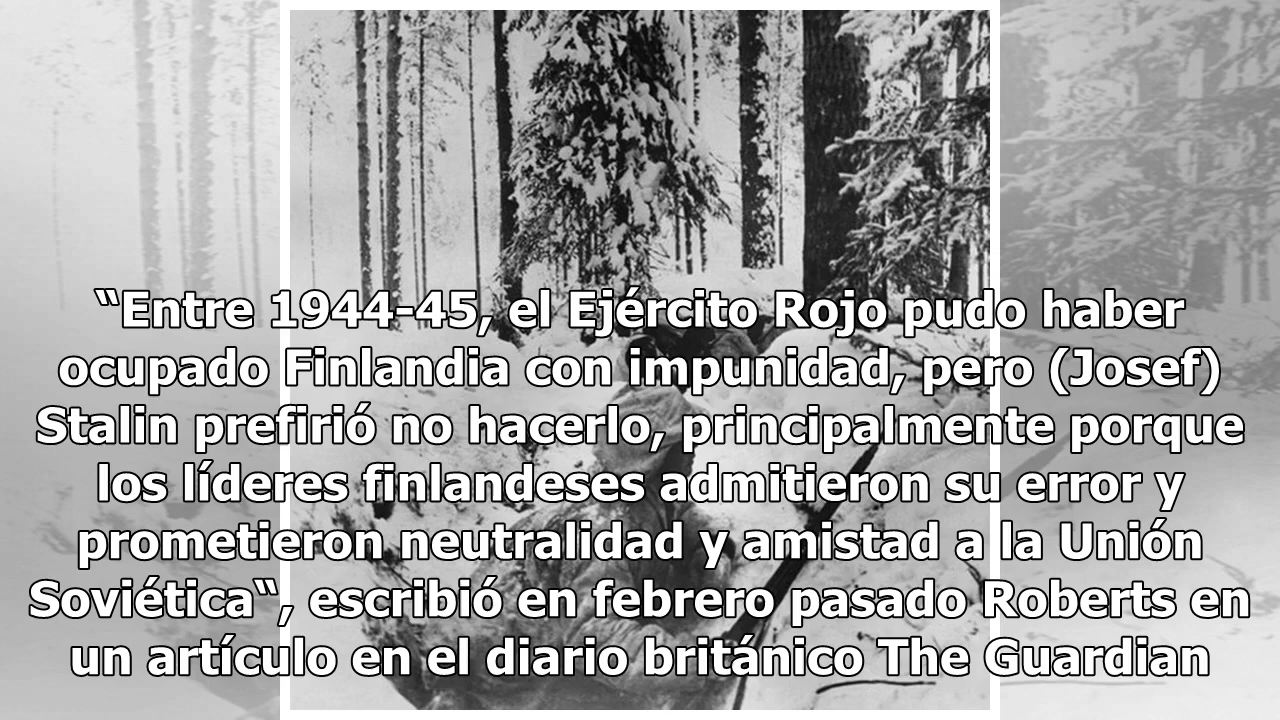 “Entre 1944-45, el Ejército Rojo pudo haber
ocupado Finlandia con impunidad, pero (Josef)
Stalin prefirió no hacerlo, principalmente porque
los líderes finlandeses admitieron su error y
prometieron neutralidad y amistad a la Unión
Soviética“, escribió en febrero pasado Roberts en
un artículo en el diario británico The Guardian